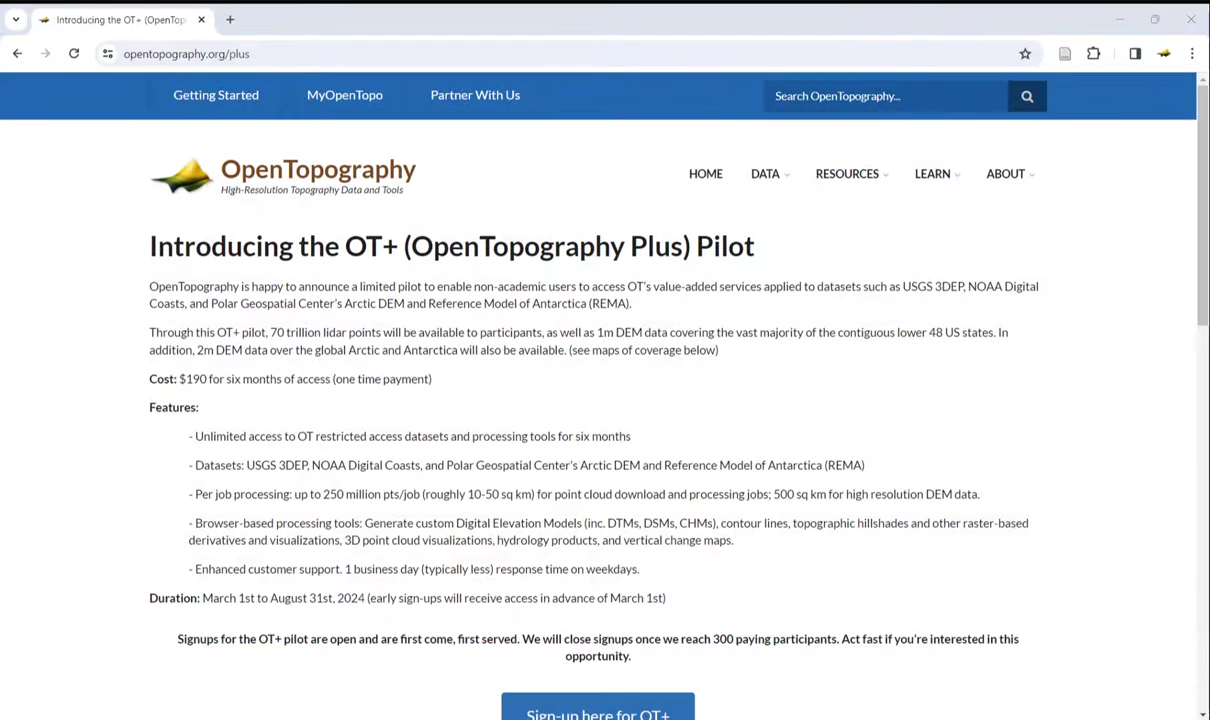 Introducing the OT+ (OpenTop
opentopography.org/plus
Getting Started
MyOpenTopo
Partner With Us
Search OpenTopography...
OpenTopography
High-Resolution Topography Data and Tools
HOME
DATA
RESOURCES
LEARN
ABOUT
Introducing the OT+ (OpenTopography Plus) Pilot
OpenTopography is happy to announce a limited pilot to enable non-academic users to access OT's value-added services applied to datasets such as USGS 3DEP, NOAA Digital
Coasts, and Polar Geospatial Center's Arctic DEM and Reference Model of Antarctica (REMA).
Through this OT+ pilot, 70 trillion lidar points will be available to participants, as well as 1m DEM data covering the vast majority of the contiguous lower 48 US states. In
addition, 2m DEM data over the global Arctic and Antarctica will also be available. (see maps of coverage below)
Cost: $190 for six months of access (one time payment)
Features:
- Unlimited access to OT restricted access datasets and processing tools for six months
- Datasets: USGS 3DEP, NOAA Digital Coasts, and Polar Geospatial Center's Arctic DEM and Reference Model of Antarctica (REMA)
- Per job processing: up to 250 million pts/job (roughly 10-50 sq km) for point cloud download and processing jobs; 500 sq km for high resolution DEM data.
- Browser-based processing tools: Generate custom Digital Elevation Models (inc. DTMs, DSMs, CHMs), contour lines, topographic hillshades and other raster-based
derivatives and visualizations, 3D point cloud visualizations, hydrology products, and vertical change maps.
- Enhanced customer support. 1 business day (typically less) response time on weekdays.
Duration: March 1st to August 31st, 2024 (early sign-ups will receive access in advance of March 1st)
Signups for the OT+ pilot are open and are first come, first served. We will close signups once we reach 300 paying participants. Act fast if you're interested in this
opportunity.
Sign-up here for OT+